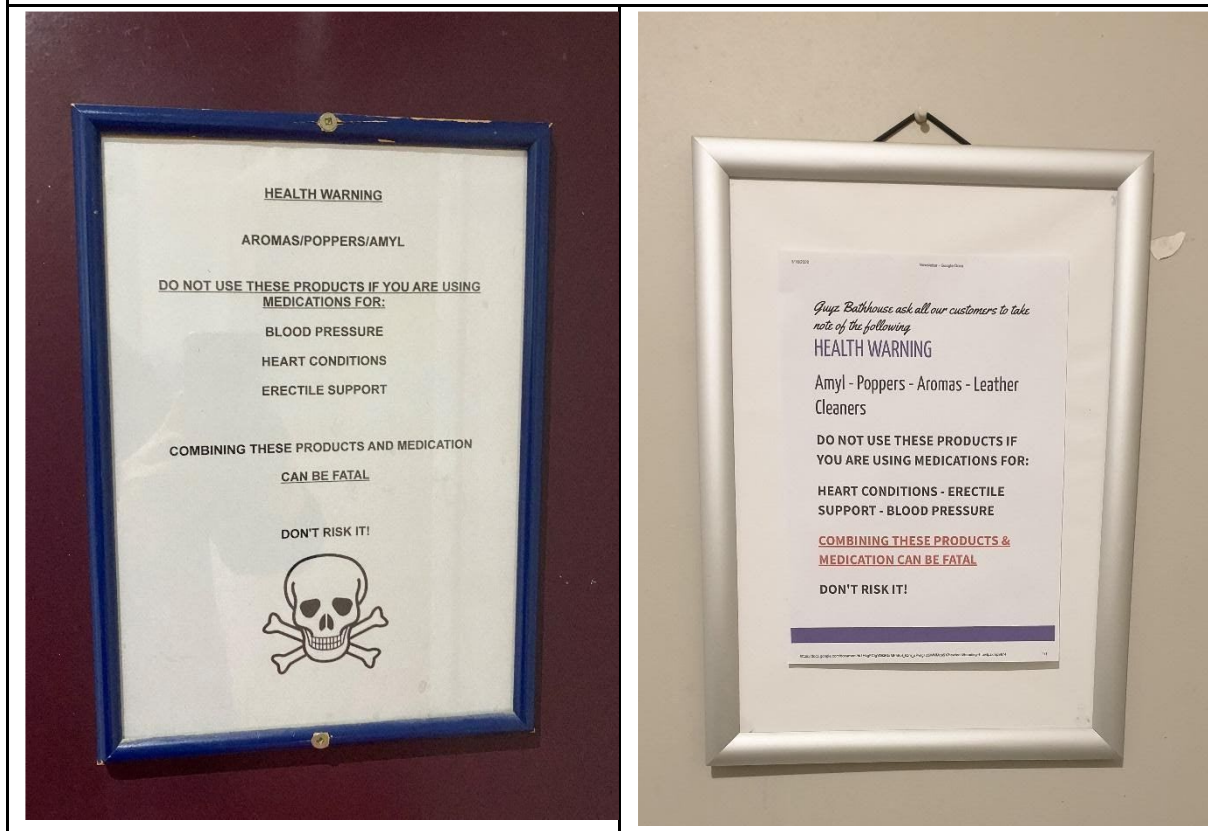 HEALTH WARNING
AROMAS/POPPERS/AMYL
DO NOT USE THESE PRODUCTS IF YOU ARE USING
MEDICATIONS FOR:
BLOOD PRESSURE
HEART CONDITIONS
ERECTILE SUPPORT
COMBINING THESE PRODUCTS AND MEDICATION
CAN BE FATAL
DON'T RISK IT!
Guyz Bathhouse ask all our customers to take
note of the following
HEALTH WARNING
Amyl - Poppers - Aromas - Leather
Cleaners
DO NOT USE THESE PRODUCTS IF
YOU ARE USING MEDICATIONS FOR:
HEART CONDITIONS - ERECTILE
SUPPORT - BLOOD PRESSURE
COMBINING THESE PRODUCTS &
MEDICATION CAN BE FATAL
DON'T RISK IT!